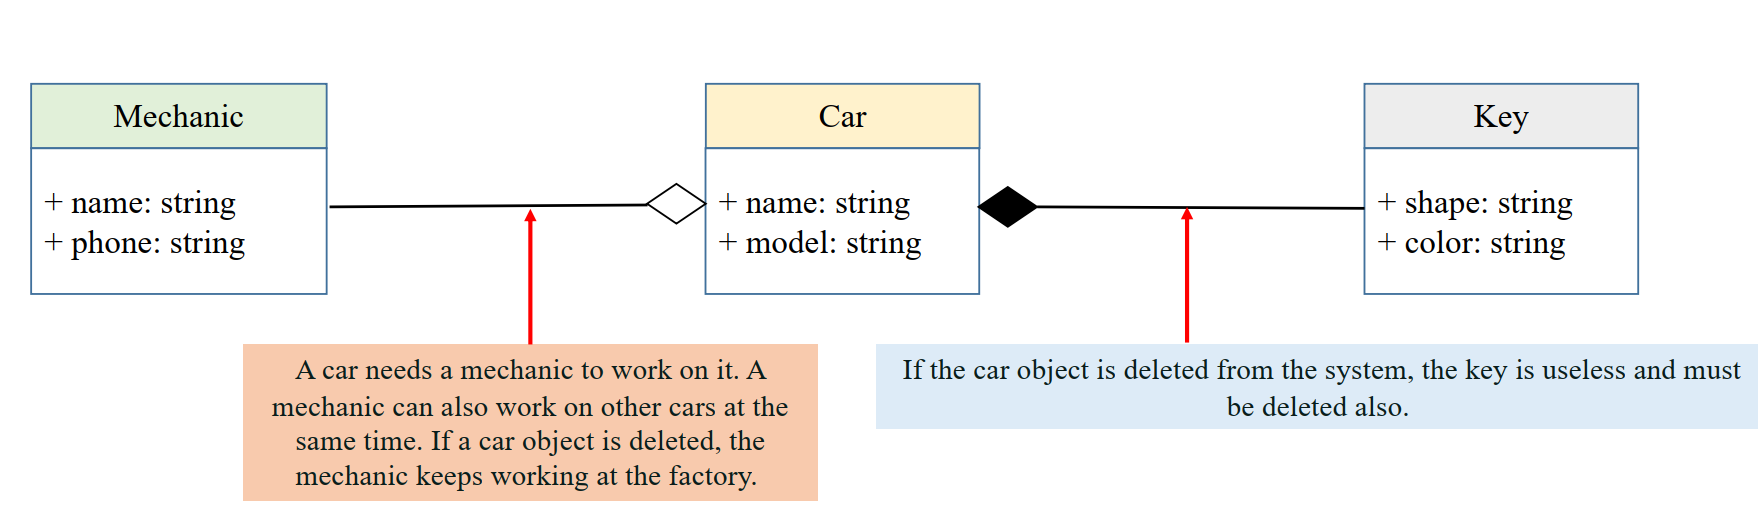 Mechanic
+ name: string
+ phone: string
Car
+ name: string
+ model: string
Key
+ shape: string
+ color: string
A car needs a mechanic to work on it. A
mechanic can also work on other cars at the
same time. If a car object is deleted, the
mechanic keeps working at the factory.
If the car object is deleted from the system, the key is useless and must
be deleted also.